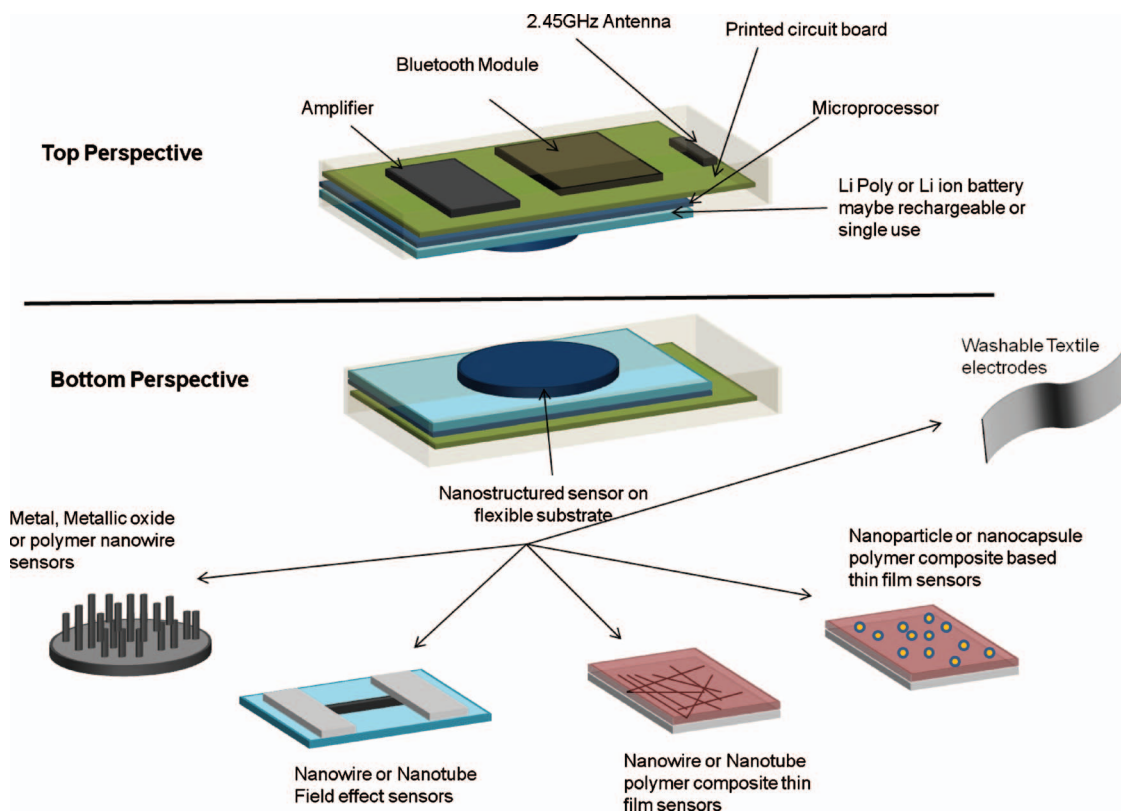 2.45GHz Antenna
Printed circuit board
Bluetooth Module
Amplifier
Microprocessor
Top Perspective
Li Poly or Li ion battery
maybe rechargeable or
single use
Bottom Perspective
Washable Textile
electrodes
Nanostructured sensor on
flexible substrate
Metal, Metallic oxide
or polymer nanowire
sensors
Nanoparticle or nanocapsule
polymer composite based
thin film sensors
Nanowire or Nanotube
Field effect sensors
Nanowire or Nanotube
polymer composite thin
film sensors